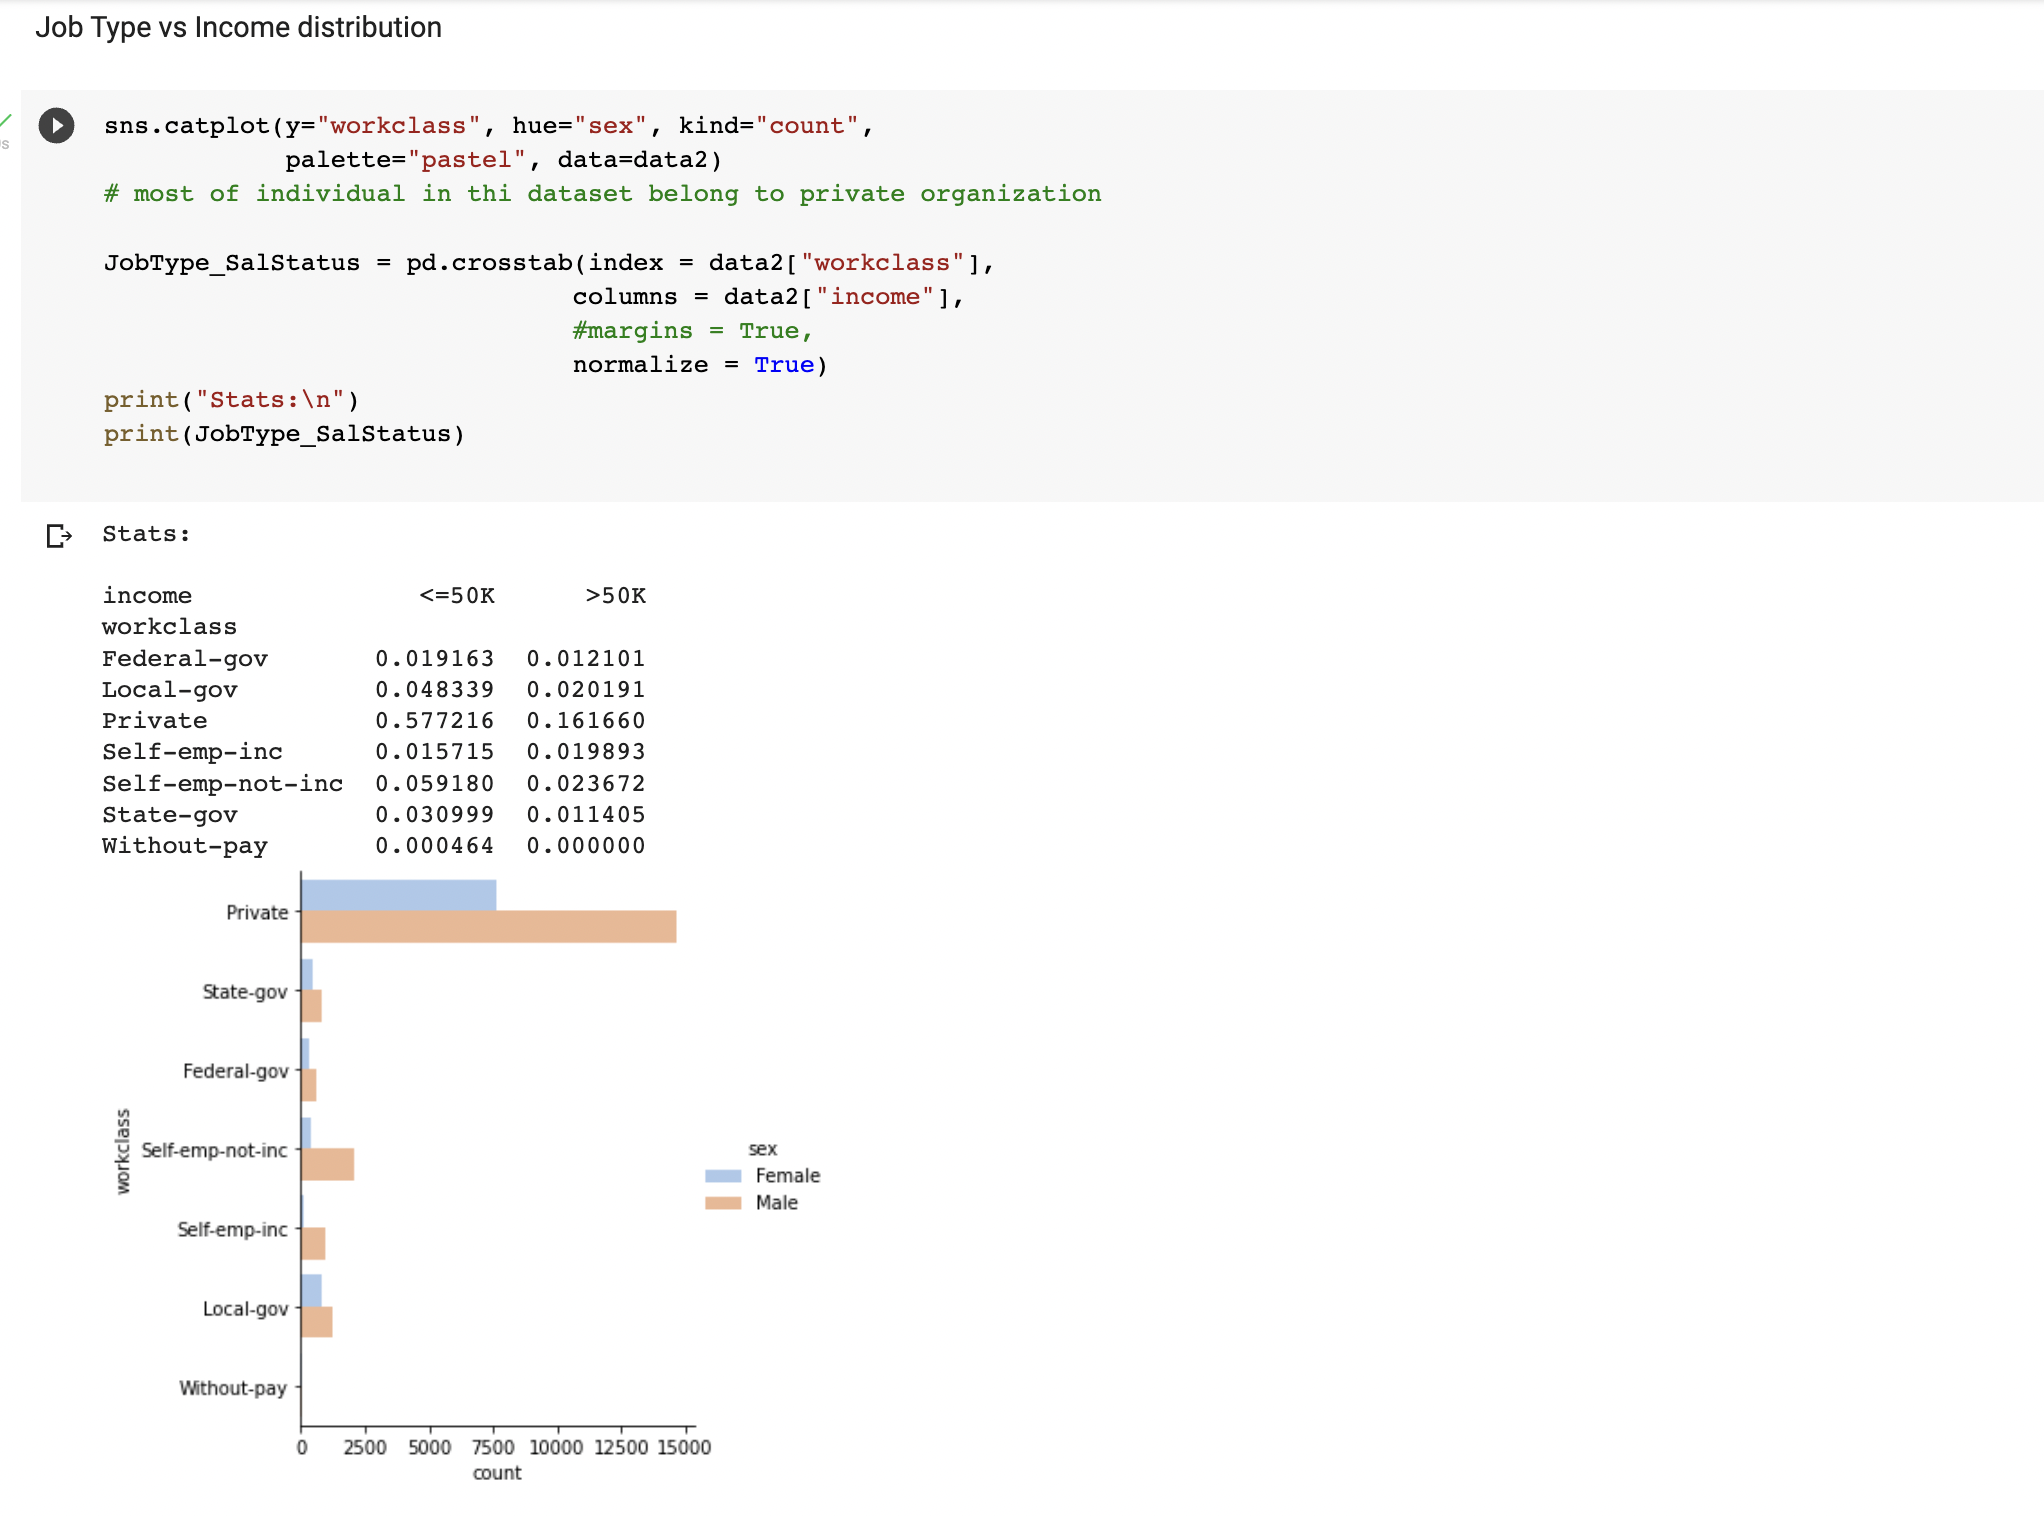 Job Type vs Income distribution
s
sns.catplot(y="workclass", hue="sex", kind="count",
palette="pastel", data=data2)
# most of individual in thi dataset belong to private organization
JobType_SalStatus = pd.crosstab(index = data2["workclass"],
columns = data2["income"],
#margins = True,
normalize = True)
print("Stats:\n")
print(JobType_SalStatus)
Stats:
income <=50K >50K
workclass
Federal-gov 0.019163 0.012101
Local-gov 0.048339 0.020191
Private 0.577216 0.161660
Self-emp-inc 0.015715 0.019893
Self-emp-not-inc 0.059180 0.023672
State-gov 0.030999 0.011405
Without-pay 0.000464 0.000000
Private
State-gov
Federal-gov
Self-emp-not-inc
Self-emp-inc
Local-gov
Without-pay
workclass
0 2500 5000 7500 10000 12500 15000
count
sex
Female
Male